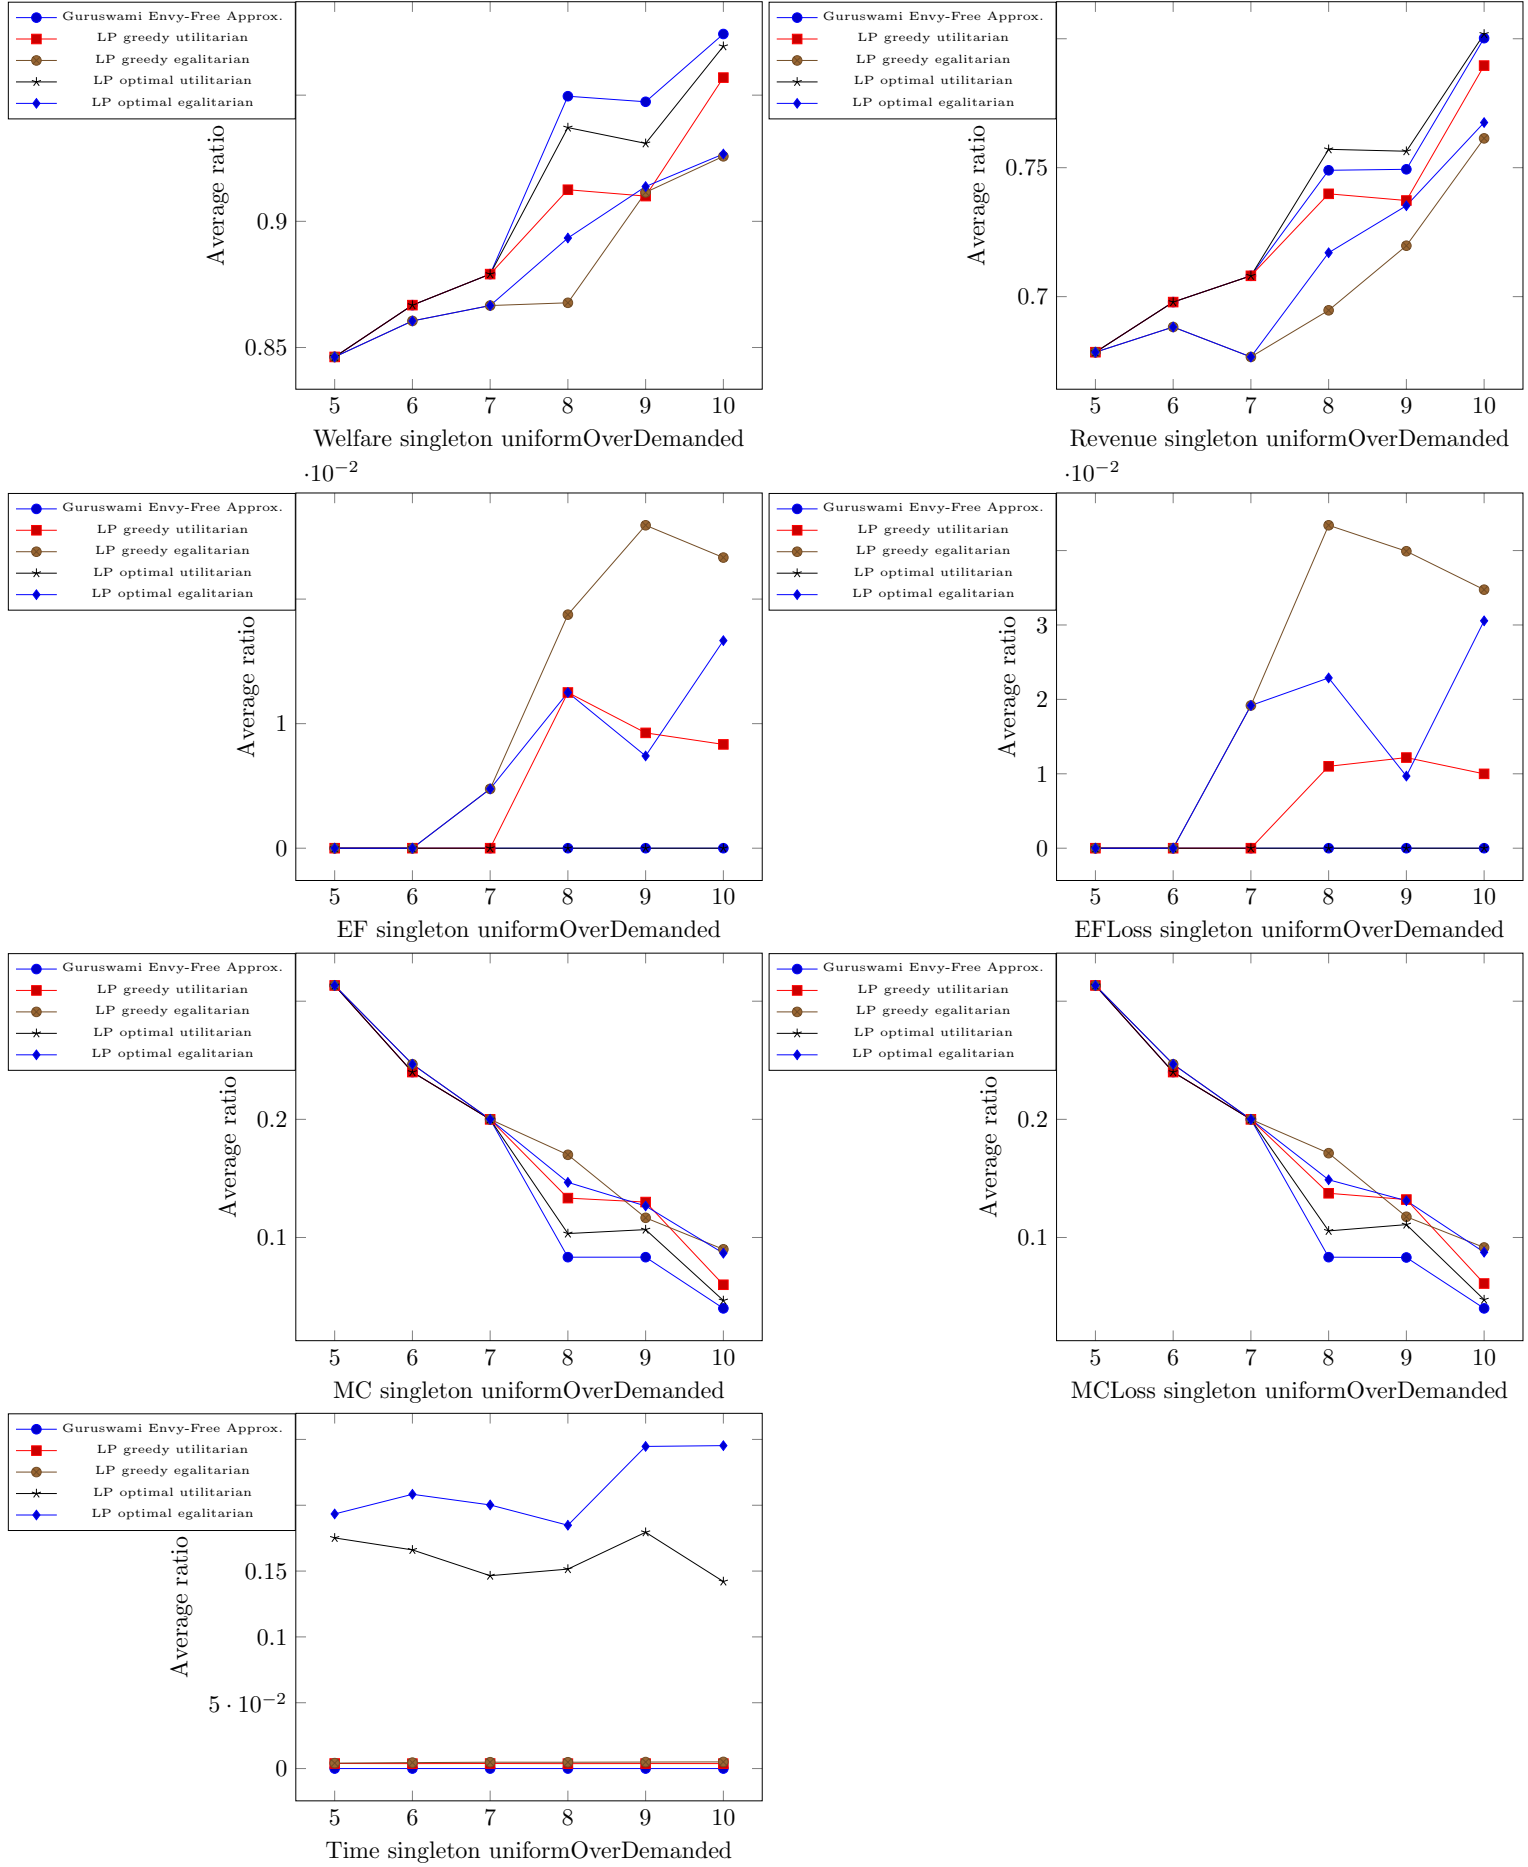 Guruswami Envy-Free Approx.
LP greedy utilitarian
LP greedy egalitarian
LP optimal utilitarian
LP optimal egalitarian
Average ratio
0.9
0.85
5 6 7 8 9 10
Welfare singleton uniformOverDemanded
Guruswami Envy-Free Approx.
LP greedy utilitarian
LP greedy egalitarian
LP optimal utilitarian
LP optimal egalitarian
Average ratio
0.75
0.7
5 6 7 8 9 10
Revenue singleton uniformOverDemanded
·10⁻²
Guruswami Envy-Free Approx.
LP greedy utilitarian
LP greedy egalitarian
LP optimal utilitarian
LP optimal egalitarian
Average ratio
1
0
5 6 7 8 9 10
EF singleton uniformOverDemanded
·10⁻²
Guruswami Envy-Free Approx.
LP greedy utilitarian
LP greedy egalitarian
LP optimal utilitarian
LP optimal egalitarian
Average ratio
3
2
1
0
5 6 7 8 9 10
EFLoss singleton uniformOverDemanded
Guruswami Envy-Free Approx.
LP greedy utilitarian
LP greedy egalitarian
LP optimal utilitarian
LP optimal egalitarian
Average ratio
0.2
0.1
5 6 7 8 9 10
MC singleton uniformOverDemanded
Guruswami Envy-Free Approx.
LP greedy utilitarian
LP greedy egalitarian
LP optimal utilitarian
LP optimal egalitarian
Average ratio
0.2
0.1
5 6 7 8 9 10
MCLoss singleton uniformOverDemanded
Guruswami Envy-Free Approx.
LP greedy utilitarian
LP greedy egalitarian
LP optimal utilitarian
LP optimal egalitarian
Average ratio
0.15
0.1
5 · 10⁻²
0
5 6 7 8 9 10
Time singleton uniformOverDemanded